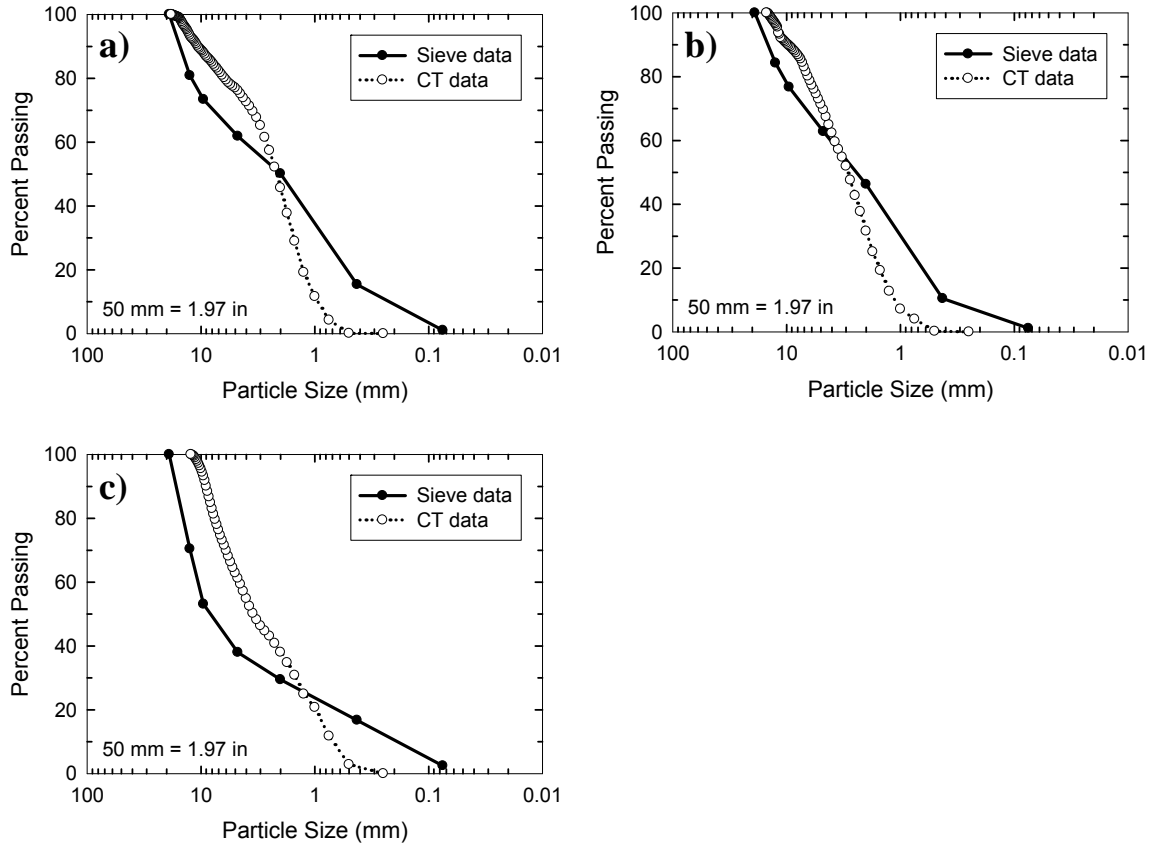 a)
Percent Passing
100
80
60
40
20
0
Sieve data
CT data
50 mm = 1.97 in
100
10
1
0.1
0.01
Particle Size (mm)
b)
Percent Passing
100
80
60
40
20
0
Sieve data
CT data
50 mm = 1.97 in
100
10
1
0.1
0.01
Particle Size (mm)
c)
Percent Passing
100
80
60
40
20
0
Sieve data
CT data
50 mm = 1.97 in
100
10
1
0.1
0.01
Particle Size (mm)